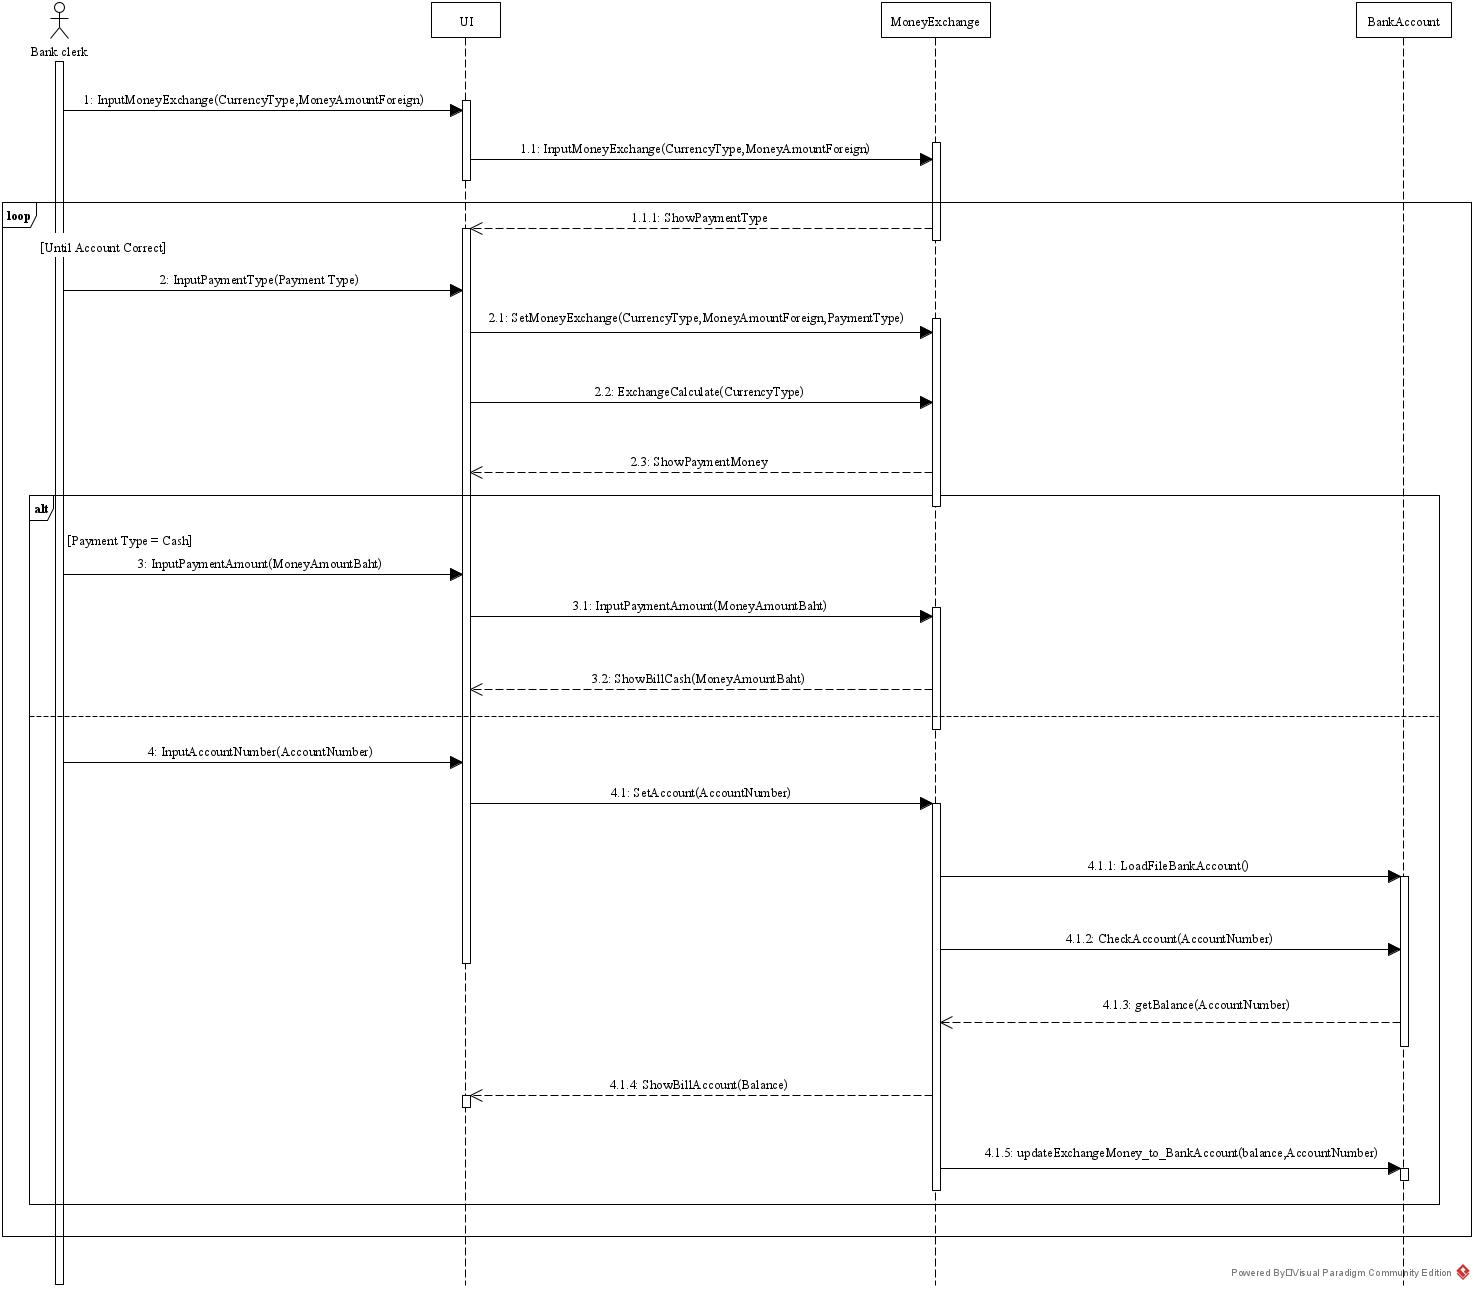 UI
MoneyExchange
BankAccount
Bank clerk
1: InputMoneyExchange(CurrencyType,MoneyAmountForeign)
1.1: InputMoneyExchange(CurrencyType,MoneyAmountForeign)
loop
1.1.1: ShowPaymentType
[Until Account Correct]
2: InputPaymentType(Payment Type)
2.1: SetMoneyExchange(CurrencyType,MoneyAmountForeign,PaymentType)
2.2: ExchangeCalculate(CurrencyType)
2.3: ShowPaymentMoney
alt
[Payment Type = Cash]
3: InputPaymentAmount(MoneyAmountBaht)
3.1: InputPaymentAmount(MoneyAmountBaht)
3.2: ShowBillCash(MoneyAmountBaht)
4: InputAccountNumber(AccountNumber)
4.1: SetAccount(AccountNumber)
4.1.1: LoadFileBankAccount()
4.1.2: CheckAccount(AccountNumber)
4.1.3: getBalance(AccountNumber)
4.1.4: ShowBillAccount(Balance)
4.1.5: updateExchangeMoney_to_BankAccount(balance,AccountNumber)
Powered By□Visual Paradigm Community Edition